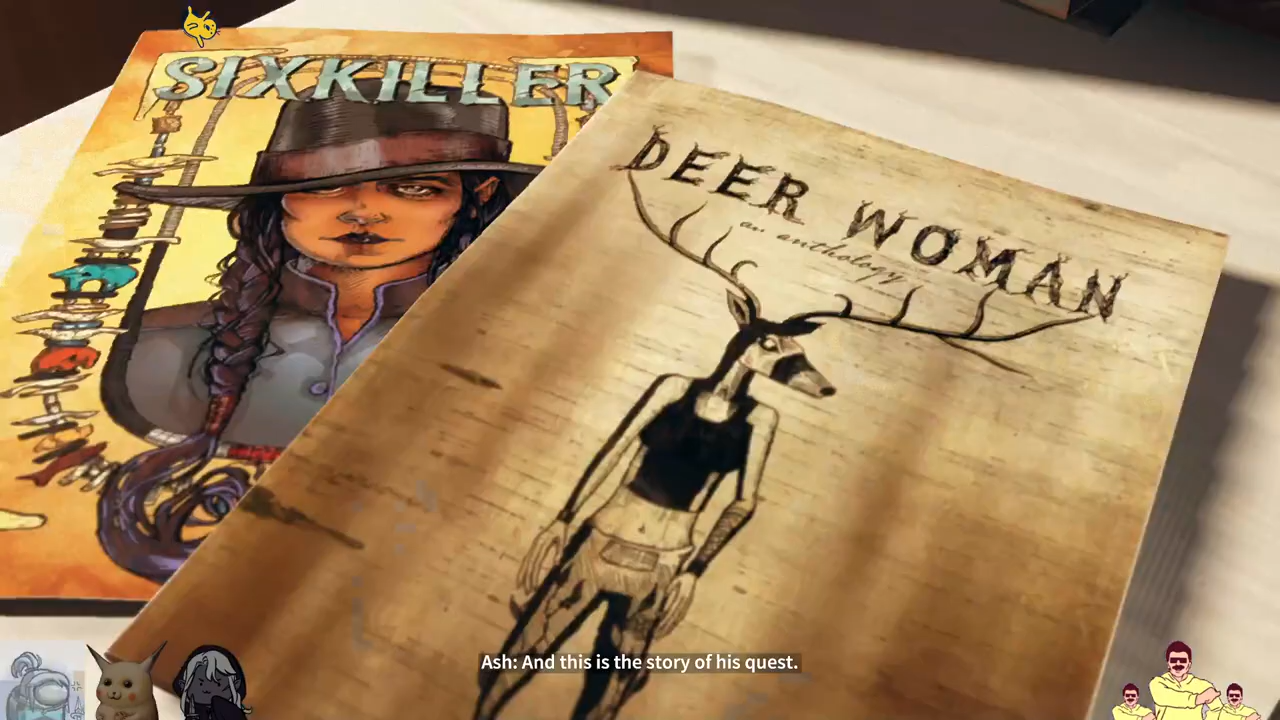 SIXKILLER
DEER WOMAN
an anthology
Ash: And this is the story of his quest.